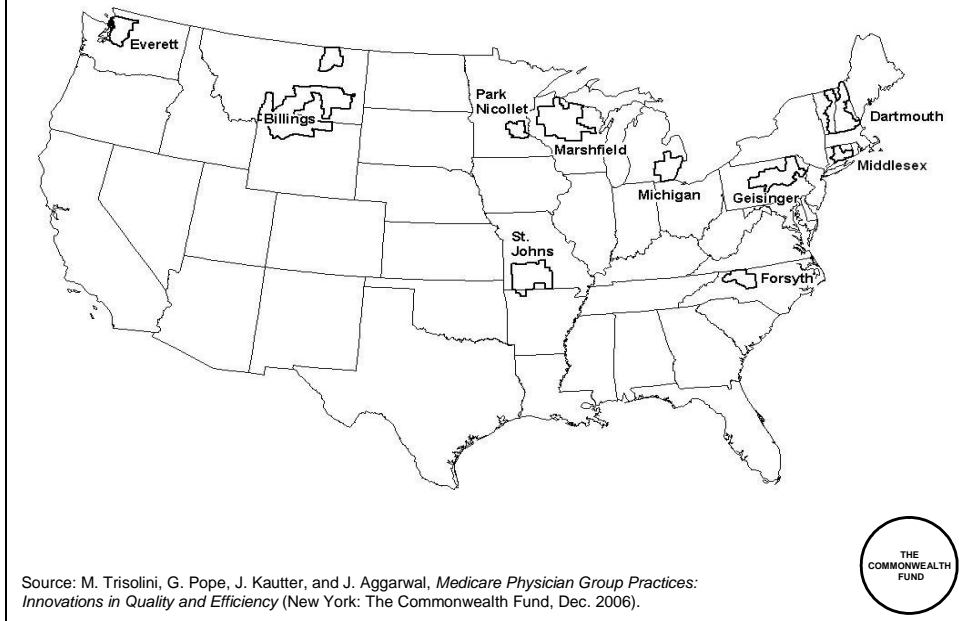 Everett
Billings
Park
Nicollet
Marshfield
Michigan
Dartmouth
Middlesex
Geisinger
St.
Johns
Forsyth
THE
COMMONWEALTH
FUND
Source: M. Trisolini, G. Pope, J. Kautter, and J. Aggarwal, Medicare Physician Group Practices:
Innovations in Quality and Efficiency (New York: The Commonwealth Fund, Dec. 2006).